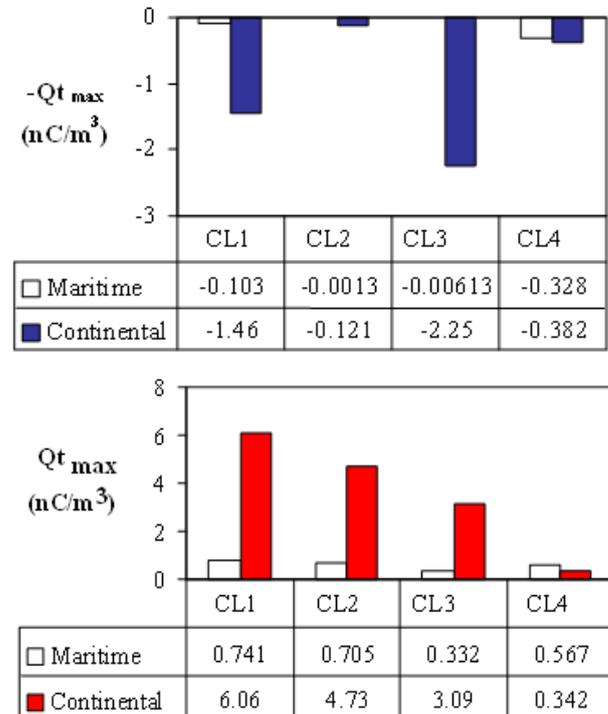 0
-1
-2
-3
-Qt max
(nC/m³)
CL1 CL2 CL3 CL4
Maritime -0.103 -0.0013 -0.00613 -0.328
Continental -1.46 -0.121 -2.25 -0.382
8
6
4
2
0
Qt max
(nC/m³)
CL1 CL2 CL3 CL4
Maritime 0.741 0.705 0.332 0.567
Continental 6.06 4.73 3.09 0.342